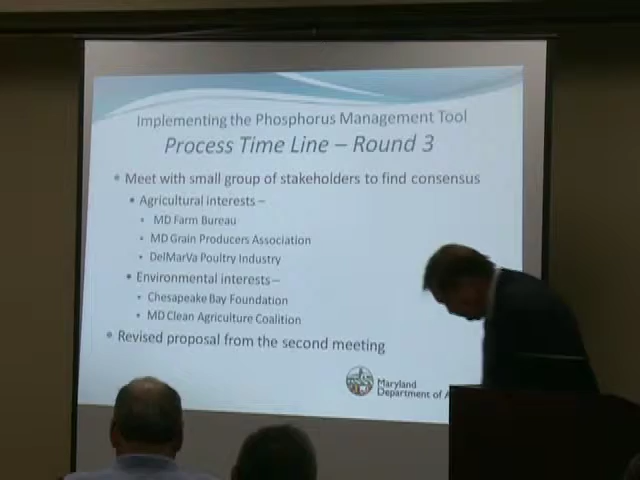 Implementing the Phosphorus Management Tool
Process Time Line – Round 3
• Meet with small group of stakeholders to find consensus
• Agricultural interests –
• MD Farm Bureau
• MD Grain Producers Association
• DelMarVa Poultry Industry
• Environmental interests –
• Chesapeake Bay Foundation
• MD Clean Agriculture Coalition
• Revised proposal from the second meeting
Maryland
Department of A